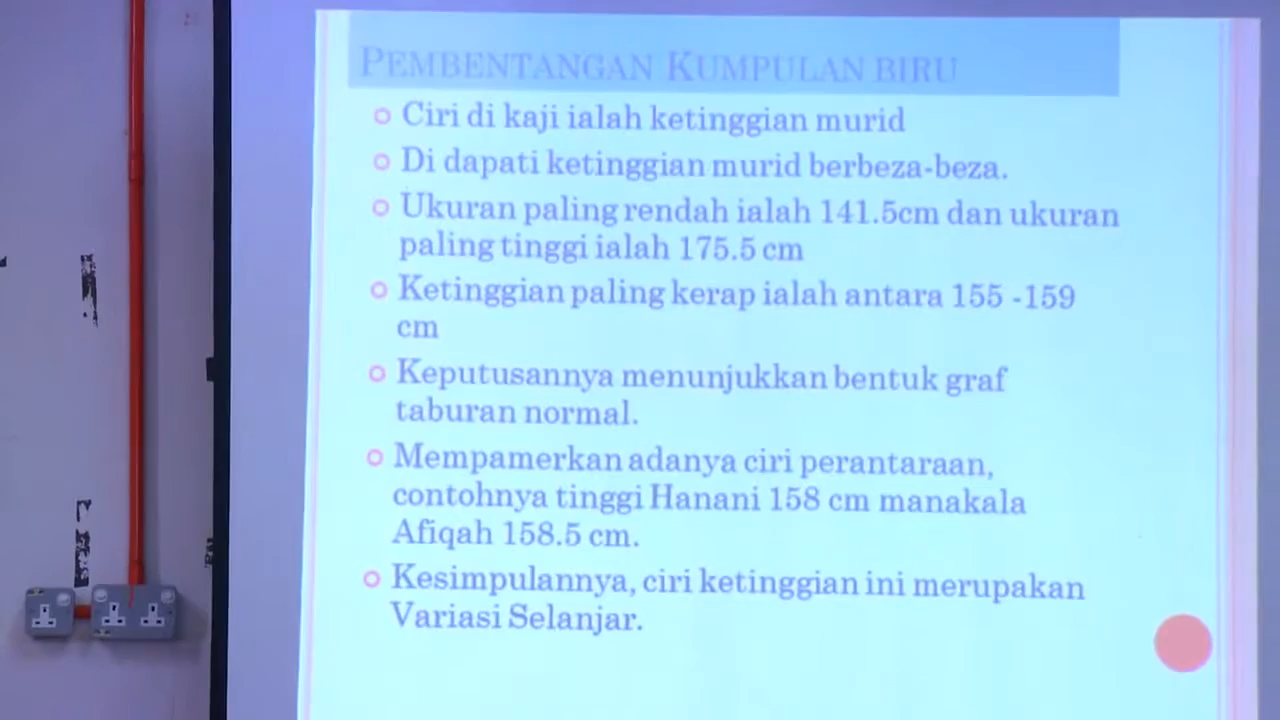 PEMBENTANGAN KUMPULAN BIRU
Ciri di kaji ialah ketinggian murid
Di dapati ketinggian murid berbeza-beza.
Ukuran paling rendah ialah 141.5cm dan ukuran
paling tinggi ialah 175.5 cm
Ketinggian paling kerap ialah antara 155 -159
cm
Keputusannya menunjukkan bentuk graf
taburan normal.
Mempamerkan adanya ciri perantaraan,
contohnya tinggi Hanani 158 cm manakala
Afiqah 158.5 cm.
Kesimpulannya, ciri ketinggian ini merupakan
Variasi Selanjar.